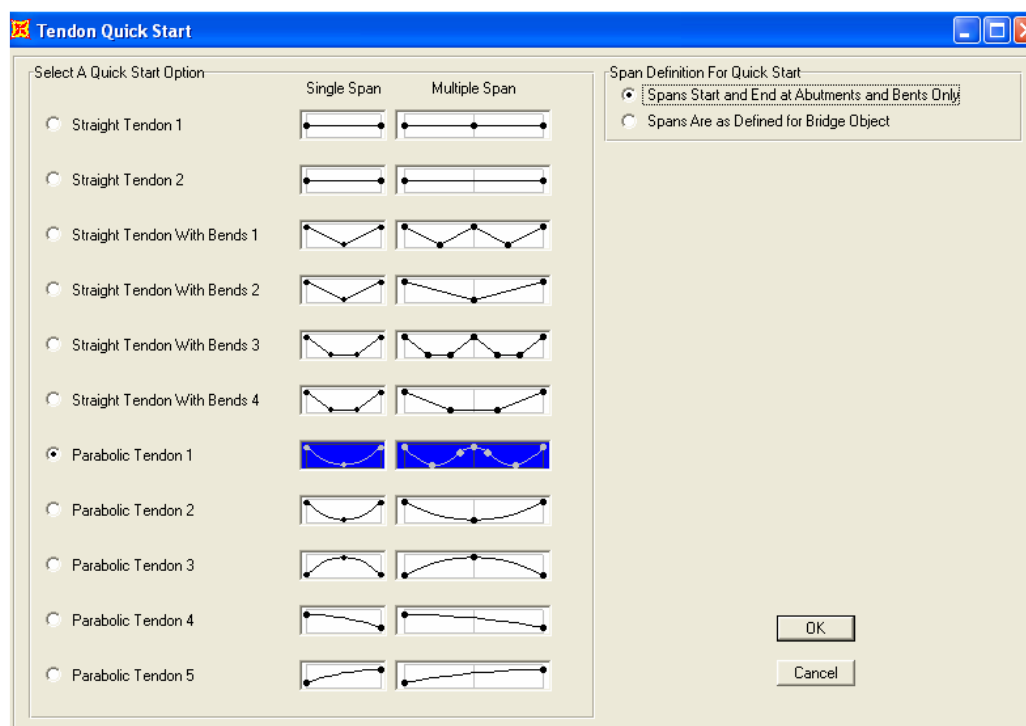 Tendon Quick Start
Select A Quick Start Option
Single Span Multiple Span
Straight Tendon 1
Straight Tendon 2
Straight Tendon With Bends 1
Straight Tendon With Bends 2
Straight Tendon With Bends 3
Straight Tendon With Bends 4
Parabolic Tendon 1
Parabolic Tendon 2
Parabolic Tendon 3
Parabolic Tendon 4
Parabolic Tendon 5
Span Definition For Quick Start
Spans Start and End at Abutments and Bents Only
Spans Are as Defined for Bridge Object
OK
Cancel